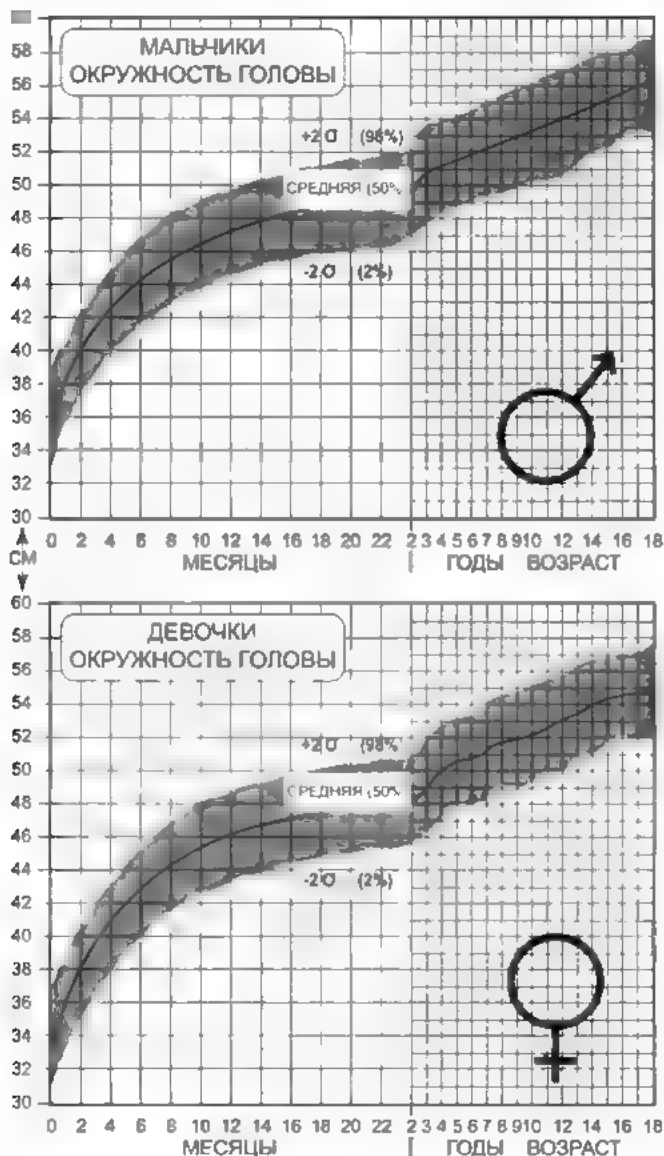 МАЛЬЧИКИ
ОКРУЖНОСТЬ ГОЛОВЫ
58
56
54
52
50
48
46
44
42
40
38
36
34
32
30
+2σ (98%)
СРЕДНЯЯ (50%
-2σ (2%)
0 2 4 6 8 10 12 14 16 18 20 22 2 3 4 5 6 7 8 9 10 12 14 16 18
МЕСЯЦЫ ГОДЫ ВОЗРАСТ
СМ
ДЕВОЧКИ
ОКРУЖНОСТЬ ГОЛОВЫ
60
58
56
54
52
50
48
46
44
42
40
38
36
34
32
30
+2σ (98%
СРЕДНЯЯ (50%
-2σ (2%)
0 2 4 6 8 10 12 14 16 18 20 22 2 3 4 5 6 7 8 9 10 12 14 16 18
МЕСЯЦЫ ГОДЫ ВОЗРАСТ